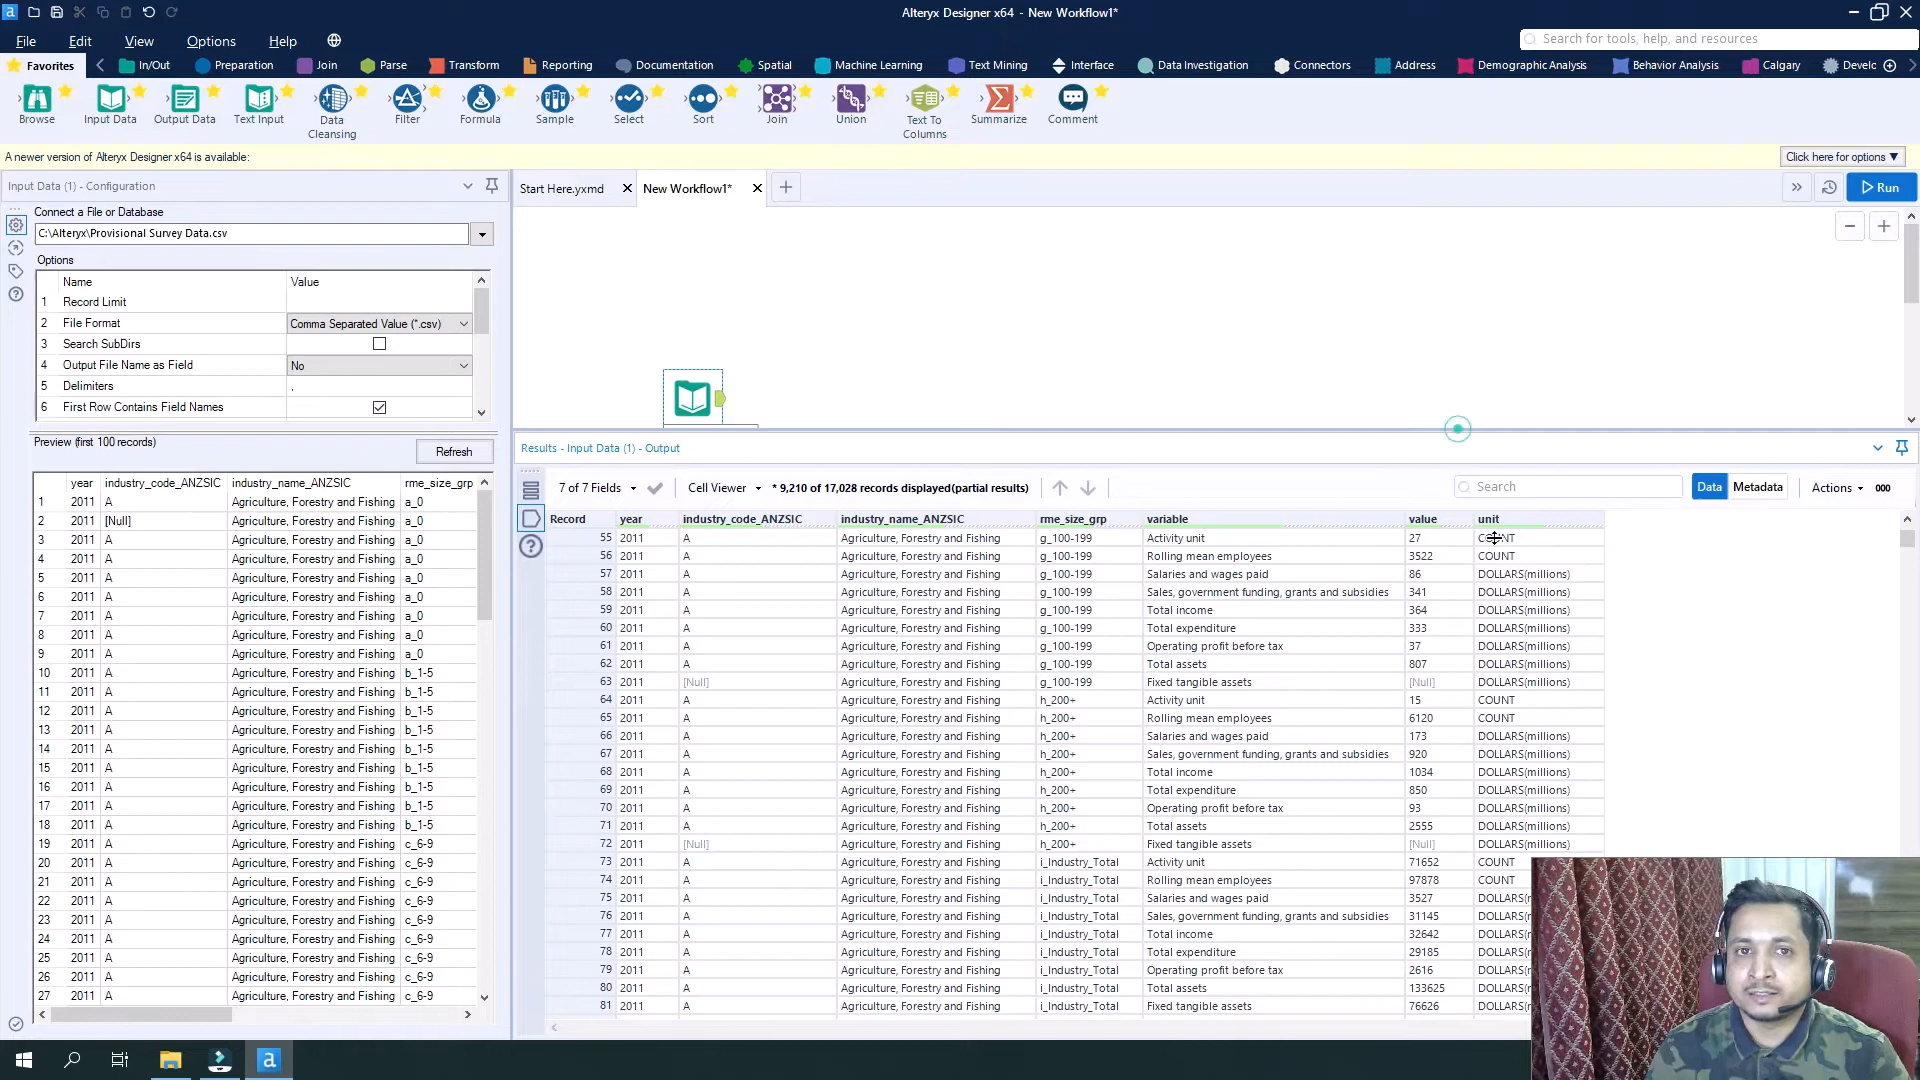 Alteryx Designer x64 - New Workflow1*
File Edit View Options Help
Search for tools, help, and resources
Favorites In/Out Preparation Join Parse Transform Reporting Documentation Spatial Machine Learning Text Mining Interface Data Investigation Connectors Address Demographic Analysis Behavior Analysis Calgary Develo
Browse Input Data Output Data Text Input Data Cleansing Filter Formula Sample Select Sort Join Union Text To Columns Summarize Comment
A newer version of Alteryx Designer x64 is available:
Click here for options ▼
Input Data (1) - Configuration
Start Here.yxmd New Workflow1*
Run
Connect a File or Database
C:\Alteryx\Provisional Survey Data.csv
Options
Name Value
1 Record Limit
2 File Format Comma Separated Value (*.csv)
3 Search SubDirs
4 Output File Name as Field No
5 Delimiters ,
6 First Row Contains Field Names
Preview (first 100 records)
Refresh
year industry_code_ANZSIC industry_name_ANZSIC rme_size_grp
1 2011 A Agriculture, Forestry and Fishing a_0
2 2011 [Null] Agriculture, Forestry and Fishing a_0
3 2011 A Agriculture, Forestry and Fishing a_0
4 2011 A Agriculture, Forestry and Fishing a_0
5 2011 A Agriculture, Forestry and Fishing a_0
6 2011 A Agriculture, Forestry and Fishing a_0
7 2011 A Agriculture, Forestry and Fishing a_0
8 2011 A Agriculture, Forestry and Fishing a_0
9 2011 A Agriculture, Forestry and Fishing a_0
10 2011 A Agriculture, Forestry and Fishing b_1-5
11 2011 A Agriculture, Forestry and Fishing b_1-5
12 2011 A Agriculture, Forestry and Fishing b_1-5
13 2011 A Agriculture, Forestry and Fishing b_1-5
14 2011 A Agriculture, Forestry and Fishing b_1-5
15 2011 A Agriculture, Forestry and Fishing b_1-5
16 2011 A Agriculture, Forestry and Fishing b_1-5
17 2011 A Agriculture, Forestry and Fishing b_1-5
18 2011 A Agriculture, Forestry and Fishing b_1-5
19 2011 A Agriculture, Forestry and Fishing c_6-9
20 2011 A Agriculture, Forestry and Fishing c_6-9
21 2011 A Agriculture, Forestry and Fishing c_6-9
22 2011 A Agriculture, Forestry and Fishing c_6-9
23 2011 A Agriculture, Forestry and Fishing c_6-9
24 2011 A Agriculture, Forestry and Fishing c_6-9
25 2011 A Agriculture, Forestry and Fishing c_6-9
26 2011 A Agriculture, Forestry and Fishing c_6-9
27 2011 A Agriculture, Forestry and Fishing c_6-9
Results - Input Data (1) - Output
7 of 7 Fields Cell Viewer * 9,210 of 17,028 records displayed(partial results) Search Data Metadata Actions 000
Record year industry_code_ANZSIC industry_name_ANZSIC rme_size_grp variable value unit
55 2011 A Agriculture, Forestry and Fishing g_100-199 Activity unit 27 COUNT
56 2011 A Agriculture, Forestry and Fishing g_100-199 Rolling mean employees 3522 COUNT
57 2011 A Agriculture, Forestry and Fishing g_100-199 Salaries and wages paid 86 DOLLARS(millions)
58 2011 A Agriculture, Forestry and Fishing g_100-199 Sales, government funding, grants and subsidies 341 DOLLARS(millions)
59 2011 A Agriculture, Forestry and Fishing g_100-199 Total income 364 DOLLARS(millions)
60 2011 A Agriculture, Forestry and Fishing g_100-199 Total expenditure 333 DOLLARS(millions)
61 2011 A Agriculture, Forestry and Fishing g_100-199 Operating profit before tax 37 DOLLARS(millions)
62 2011 A Agriculture, Forestry and Fishing g_100-199 Total assets 807 DOLLARS(millions)
63 2011 [Null] Agriculture, Forestry and Fishing g_100-199 Fixed tangible assets [Null] DOLLARS(millions)
64 2011 A Agriculture, Forestry and Fishing h_200+ Activity unit 15 COUNT
65 2011 A Agriculture, Forestry and Fishing h_200+ Rolling mean employees 6120 COUNT
66 2011 A Agriculture, Forestry and Fishing h_200+ Salaries and wages paid 173 DOLLARS(millions)
67 2011 A Agriculture, Forestry and Fishing h_200+ Sales, government funding, grants and subsidies 920 DOLLARS(millions)
68 2011 A Agriculture, Forestry and Fishing h_200+ Total income 1034 DOLLARS(millions)
69 2011 A Agriculture, Forestry and Fishing h_200+ Total expenditure 850 DOLLARS(millions)
70 2011 A Agriculture, Forestry and Fishing h_200+ Operating profit before tax 93 DOLLARS(millions)
71 2011 A Agriculture, Forestry and Fishing h_200+ Total assets 2555 DOLLARS(millions)
72 2011 [Null] Agriculture, Forestry and Fishing h_200+ Fixed tangible assets [Null] DOLLARS(millions)
73 2011 A Agriculture, Forestry and Fishing i_Industry_Total Activity unit 71652 COUNT
74 2011 A Agriculture, Forestry and Fishing i_Industry_Total Rolling mean employees 97878 COUNT
75 2011 A Agriculture, Forestry and Fishing i_Industry_Total Salaries and wages paid 3527 DOLLARS(
76 2011 A Agriculture, Forestry and Fishing i_Industry_Total Sales, government funding, grants and subsidies 31145 DOLLARS(
77 2011 A Agriculture, Forestry and Fishing i_Industry_Total Total income 32642 DOLLARS(
78 2011 A Agriculture, Forestry and Fishing i_Industry_Total Total expenditure 29185 DOLLARS(
79 2011 A Agriculture, Forestry and Fishing i_Industry_Total Operating profit before tax 2616 DOLLARS(
80 2011 A Agriculture, Forestry and Fishing i_Industry_Total Total assets 133625 DOLLARS(
81 2011 A Agriculture, Forestry and Fishing i_Industry_Total Fixed tangible assets 76626 DOLLARS(